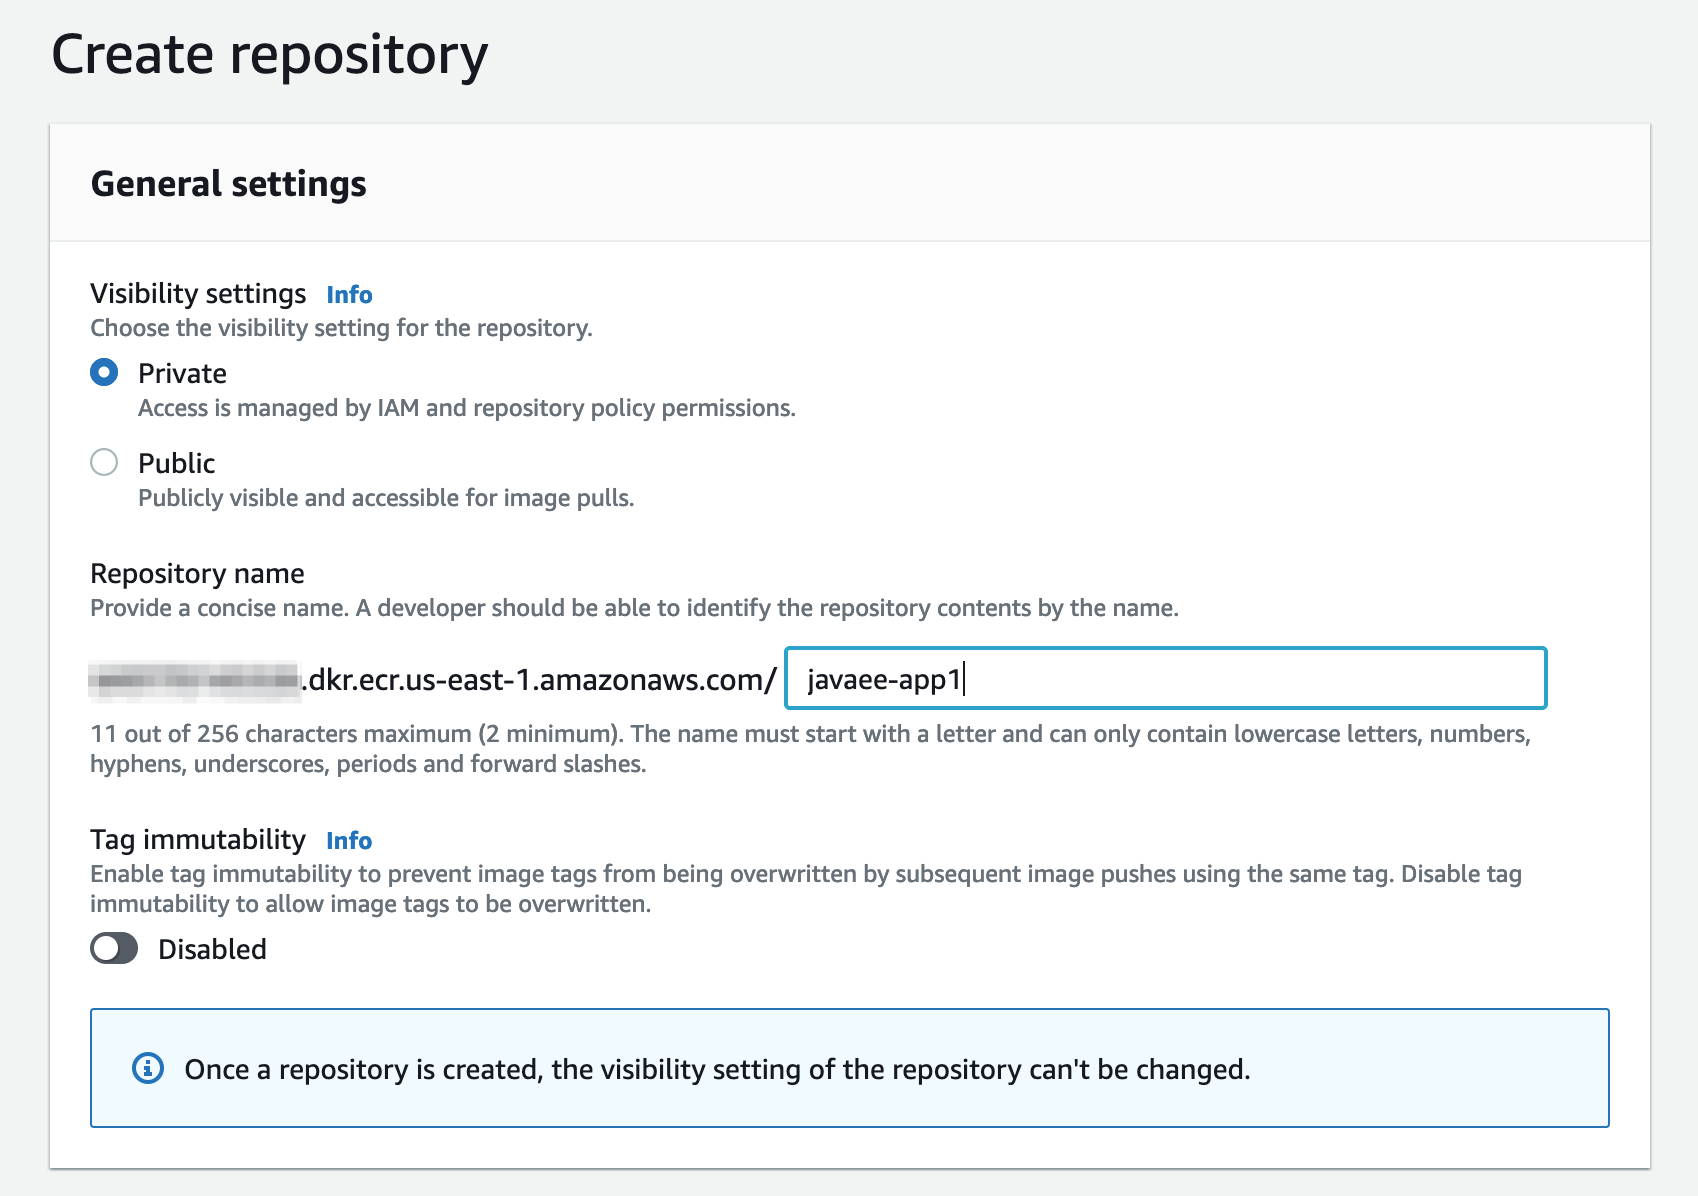 Create repository
General settings
Visibility settings Info
Choose the visibility setting for the repository.
Private
Access is managed by IAM and repository policy permissions.
Public
Publicly visible and accessible for image pulls.
Repository name
Provide a concise name. A developer should be able to identify the repository contents by the name.
.dkr.ecr.us-east-1.amazonaws.com/ javaee-app1
11 out of 256 characters maximum (2 minimum). The name must start with a letter and can only contain lowercase letters, numbers,
hyphens, underscores, periods and forward slashes.
Tag immutability Info
Enable tag immutability to prevent image tags from being overwritten by subsequent image pushes using the same tag. Disable tag
immutability to allow image tags to be overwritten.
Disabled
Once a repository is created, the visibility setting of the repository can't be changed.